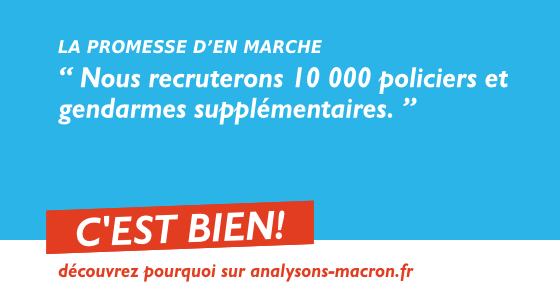 LA PROMESSE D’EN MARCHE
“ Nous recruterons 10 000 policiers et
gendarmes supplémentaires. ”
C'EST BIEN!
découvrez pourquoi sur analysons-macron.fr